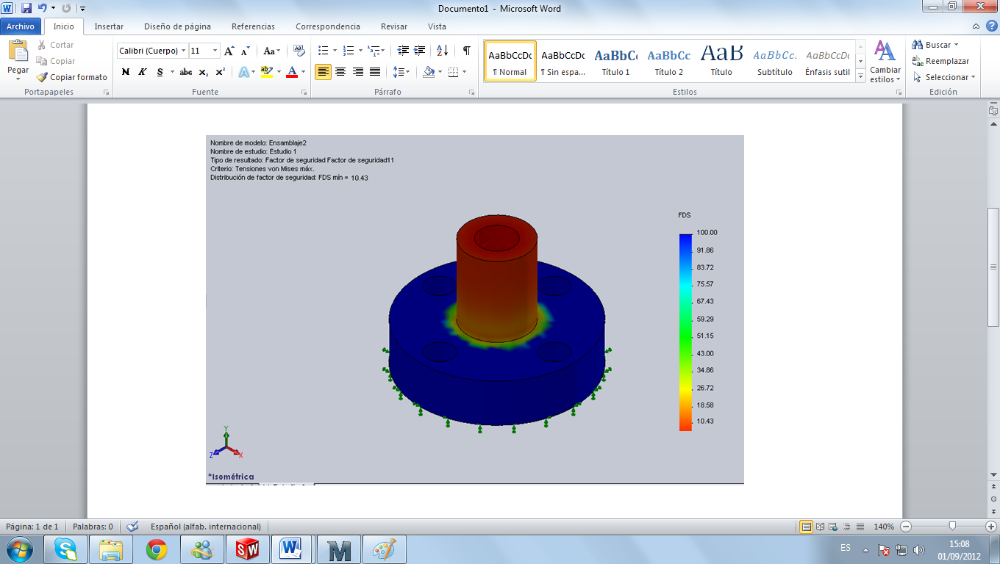 Documento1 - Microsoft Word
Archivo Inicio Insertar Diseño de página Referencias Correspondencia Revisar Vista
Pegar
Cortar
Copiar
Copiar formato
Portapapeles
Calibri (Cuerpo) 11
N K S abc x₂ x² A ab A
Fuente
Párrafo
AaBbCcDc AaBbCcDc AaBbCc AaBbCc AaB AaBbCc. AaBbCcDc
¶ Normal ¶ Sin espa... Título 1 Título 2 Título Subtítulo Énfasis sutil
Estilos
Cambiar
estilos
Buscar
Reemplazar
Seleccionar
Edición
Nombre de modelo: Ensamblaje2
Nombre de estudio: Estudio 1
Tipo de resultado: Factor de seguridad Factor de seguridad11
Criterio: Tensiones von Mises máx.
Distribución de factor de seguridad: FDS mín = 10.43
FDS
100.00
91.86
83.72
75.57
67.43
59.29
51.15
43.00
34.86
26.72
18.58
10.43
Y
Z X
*Isométrica
Página: 1 de 1 Palabras: 0 Español (alfab. internacional) 140%
ES 15:08
01/09/2012